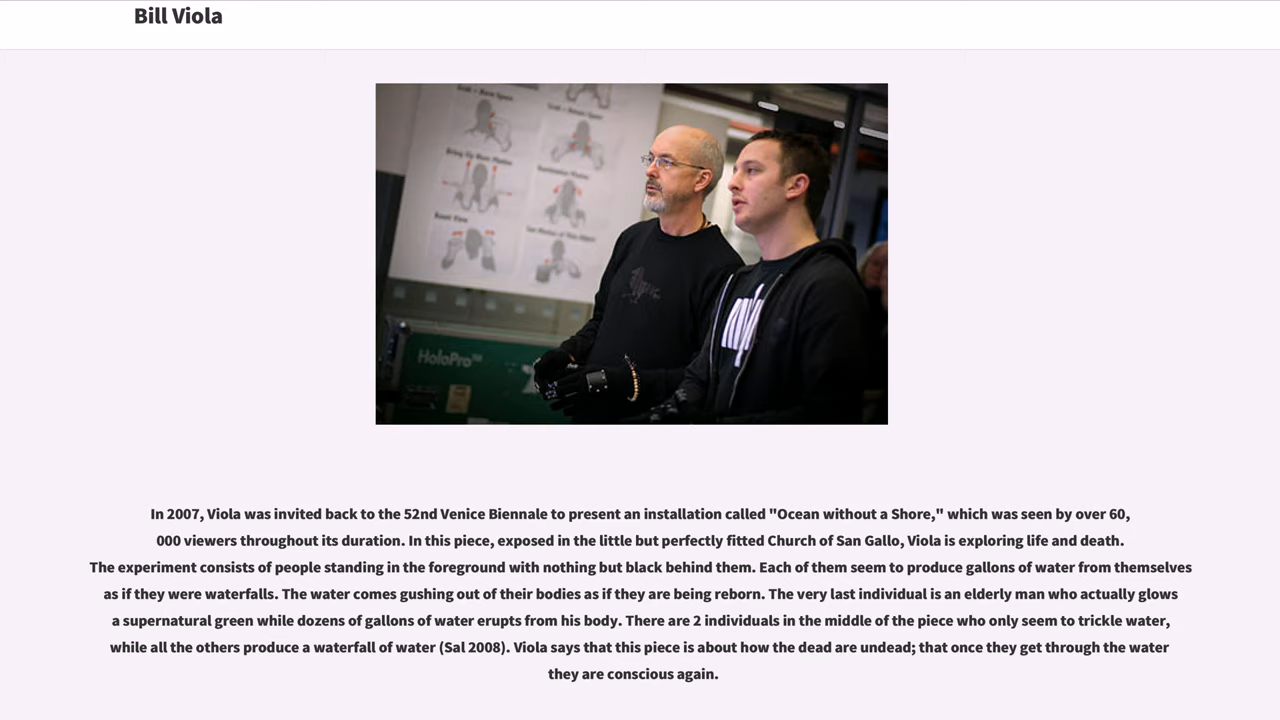 Bill Viola
HoloPro™
In 2007, Viola was invited back to the 52nd Venice Biennale to present an installation called "Ocean without a Shore," which was seen by over 60,
000 viewers throughout its duration. In this piece, exposed in the little but perfectly fitted Church of San Gallo, Viola is exploring life and death.
The experiment consists of people standing in the foreground with nothing but black behind them. Each of them seem to produce gallons of water from themselves
as if they were waterfalls. The water comes gushing out of their bodies as if they are being reborn. The very last individual is an elderly man who actually glows
a supernatural green while dozens of gallons of water erupts from his body. There are 2 individuals in the middle of the piece who only seem to trickle water,
while all the others produce a waterfall of water (Sal 2008). Viola says that this piece is about how the dead are undead; that once they get through the water
they are conscious again.